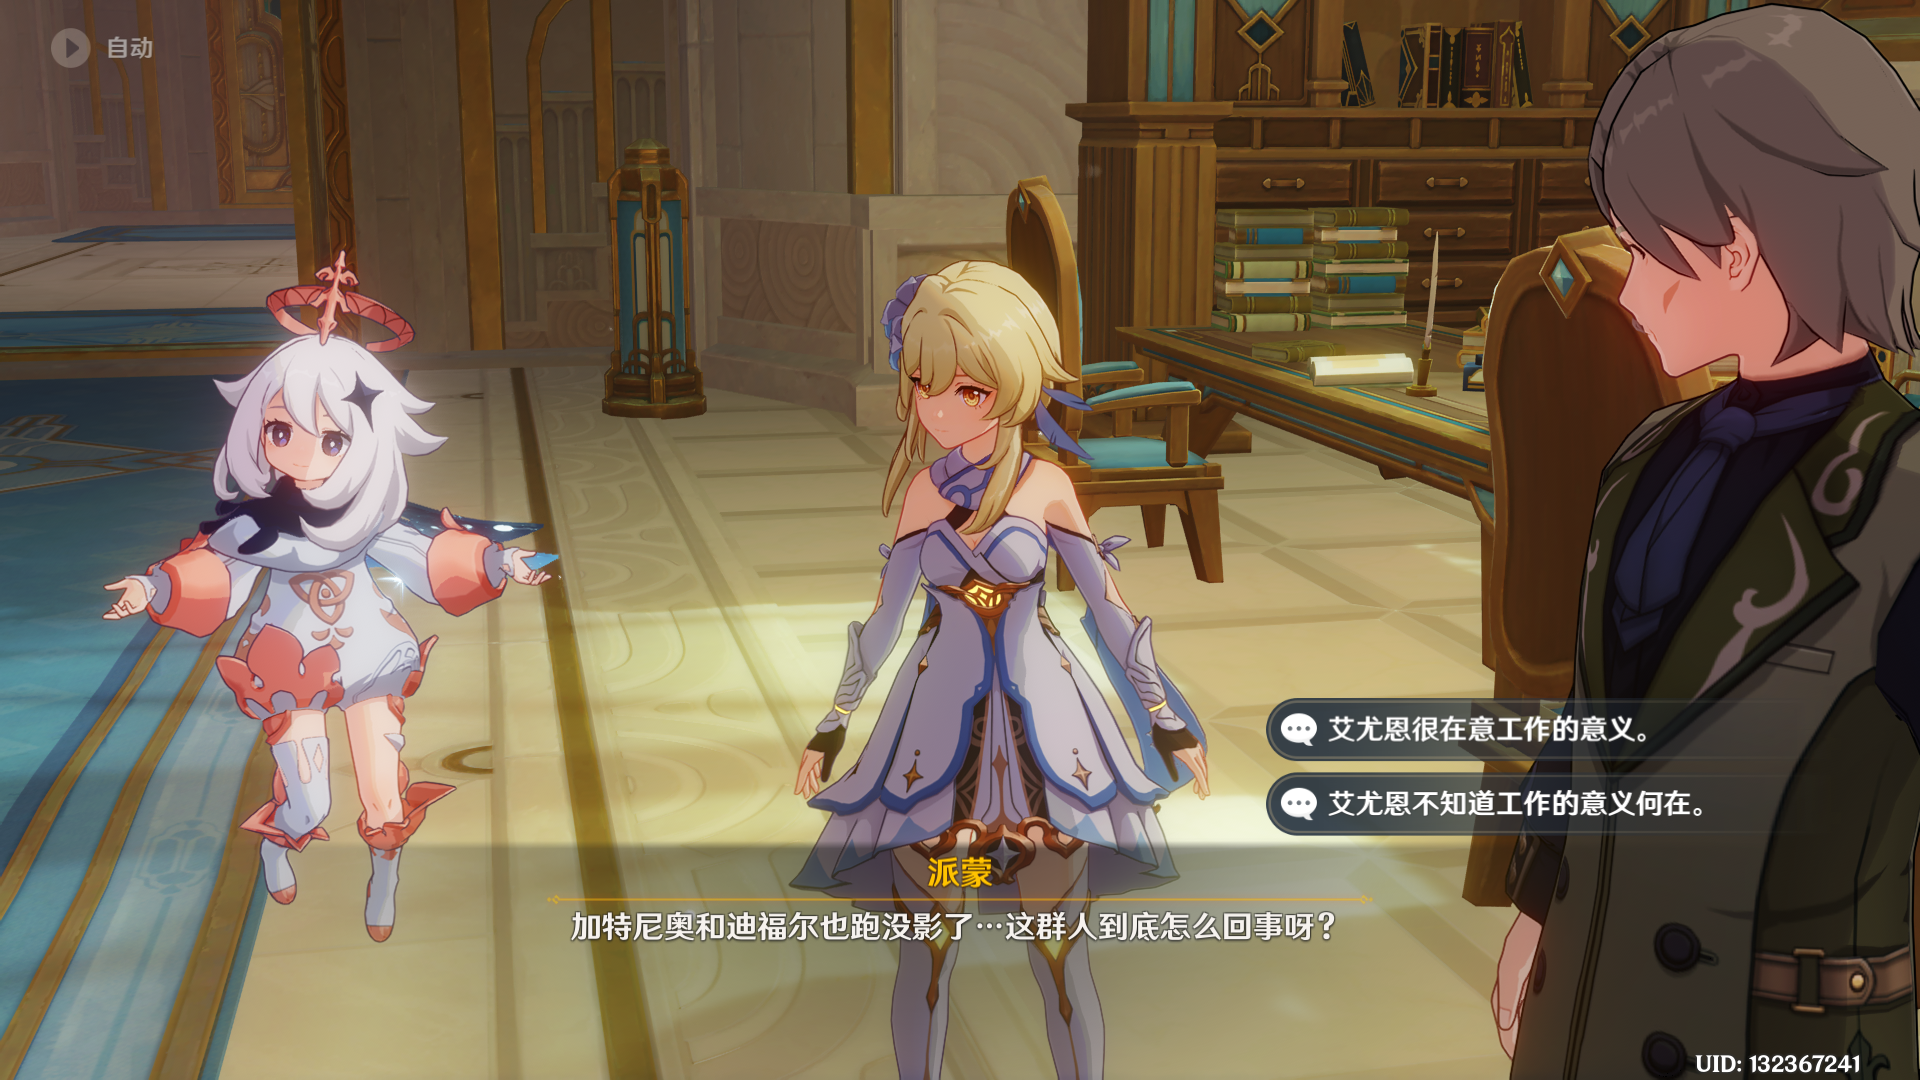 自动
艾尤恩很在意工作的意义。
艾尤恩不知道工作的意义何在。
派蒙
加特尼奥和迪福尔也跑没影了…这群人到底怎么回事呀？
UID: 132367241